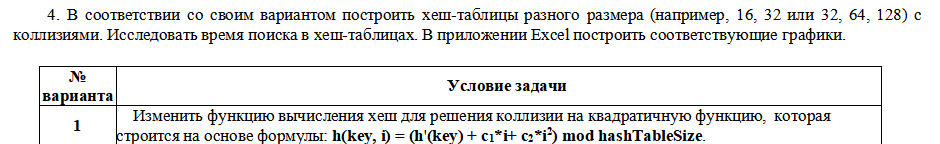 4. В соответствии со своим вариантом построить хеш-таблицы разного размера (например, 16, 32 или 32, 64, 128) с
коллизиями. Исследовать время поиска в хеш-таблицах. В приложении Excel построить соответствующие графики.
№
варианта
Условие задачи
1
Изменить функцию вычисления хеш для решения коллизии на квадратичную функцию, которая
строится на основе формулы: h(key, i) = (h'(key) + c₁*i+ c₂*i²) mod hashTableSize.